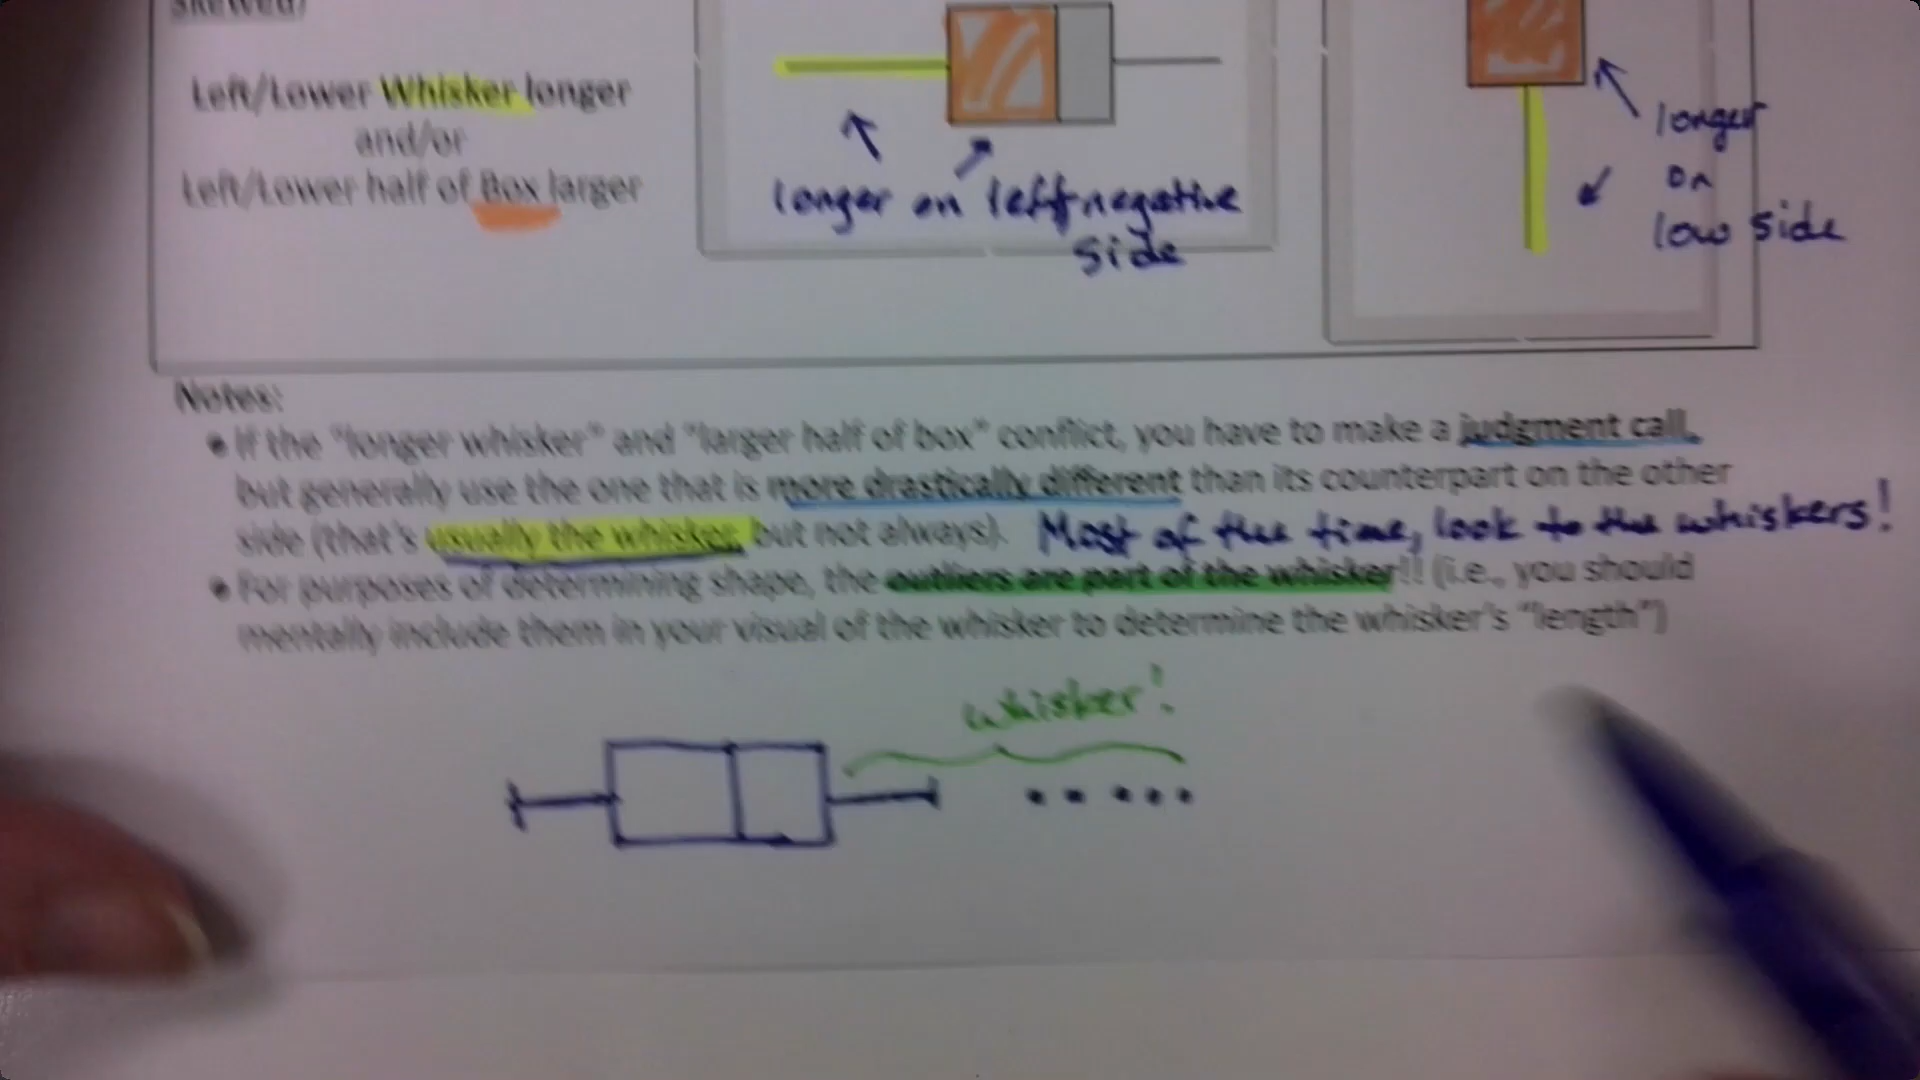 skewed)
Left/Lower Whisker longer
and/or
Left/Lower half of Box larger
longer on left-negative
side
longer
on
low side
Notes:
• If the "longer whisker" and "larger half of box" conflict, you have to make a judgment call,
but generally use the one that is more drastically different than its counterpart on the other
side (that's usually the whisker, but not always). Most of the time, look to the whiskers!
• For purposes of determining shape, the outliers are part of the whisker!! (i.e., you should
mentally include them in your visual of the whisker to determine the whisker's "length")
whisker!